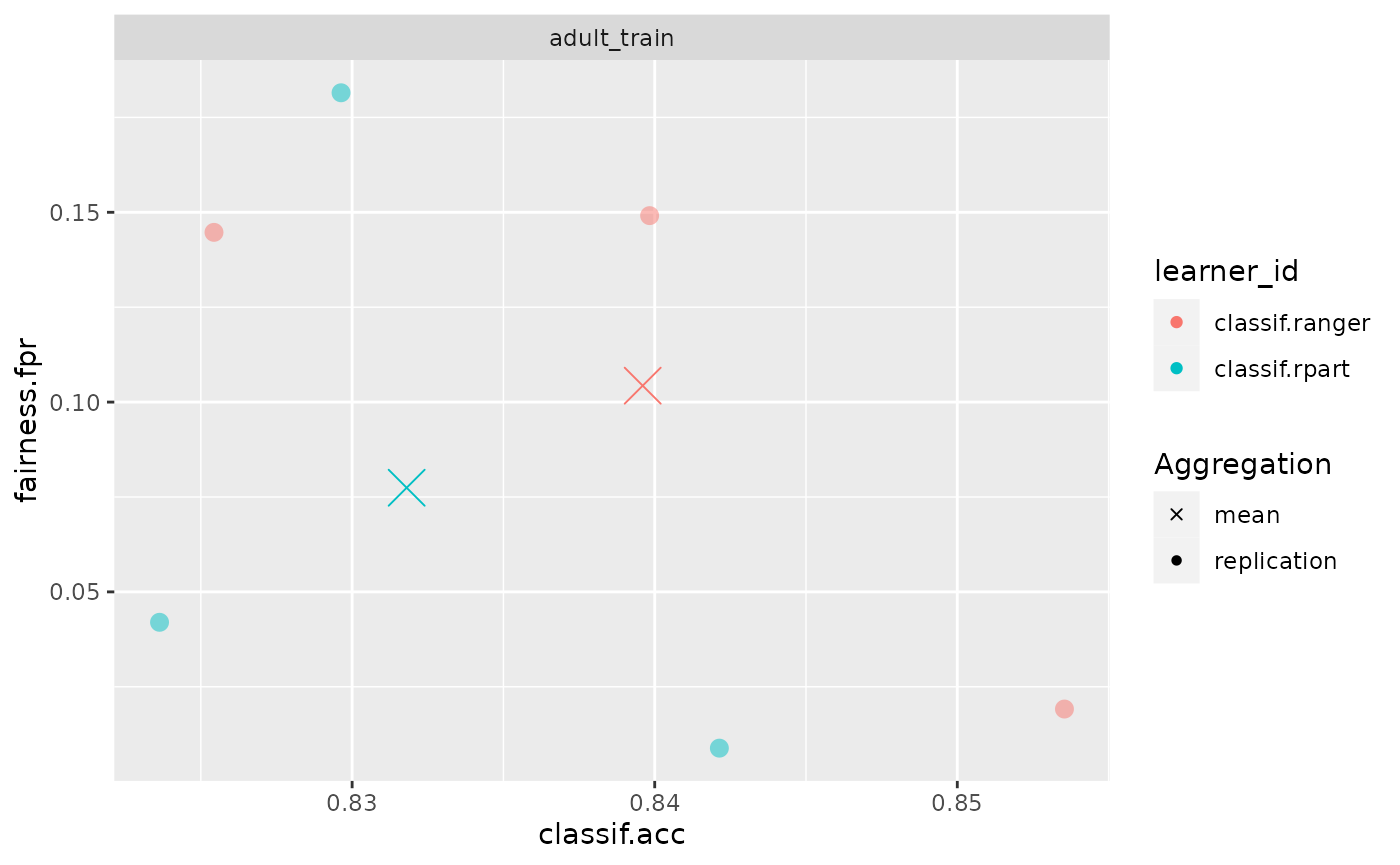 adult_train
fairness.fpr
0.15
0.10
0.05
0.83
0.84
0.85
classif.acc
learner_id
classif.ranger
classif.rpart
Aggregation
mean
replication